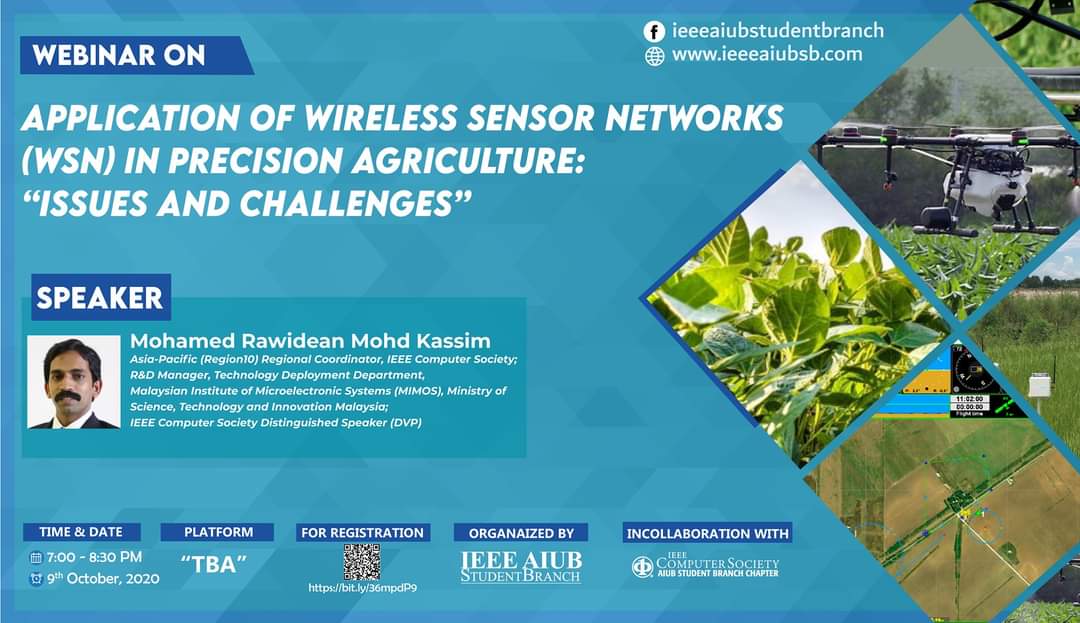 ieeeaiubstudentbranch
www.ieeeaiubsb.com
WEBINAR ON
APPLICATION OF WIRELESS SENSOR NETWORKS
(WSN) IN PRECISION AGRICULTURE:
“ISSUES AND CHALLENGES”
SPEAKER
Mohamed Rawidean Mohd Kassim
Asia-Pacific (Region10) Regional Coordinator, IEEE Computer Society;
R&D Manager, Technology Deployment Department,
Malaysian Institute of Microelectronic Systems (MIMOS), Ministry of
Science, Technology and Innovation Malaysia;
IEEE Computer Society Distinguished Speaker (DVP)
11:02:00
00:00:00
Flight time
TIME & DATE
7:00 - 8:30 PM
9th October, 2020
PLATFORM
“TBA”
FOR REGISTRATION
https://bit.ly/36mpdP9
ORGANAIZED BY
IEEE AIUB
STUDENT BRANCH
INCOLLABORATION WITH
IEEE
COMPUTER SOCIETY
AIUB STUDENT BRANCH CHAPTER